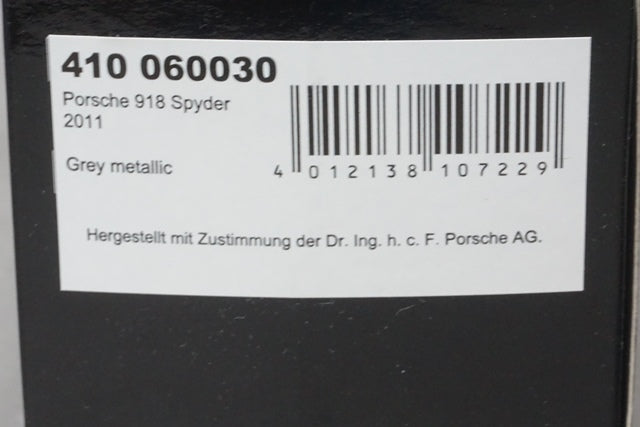 410 060030
Porsche 918 Spyder
2011
Grey metallic
4 012138 107229
Hergestellt mit Zustimmung der Dr. Ing. h. c. F. Porsche AG.